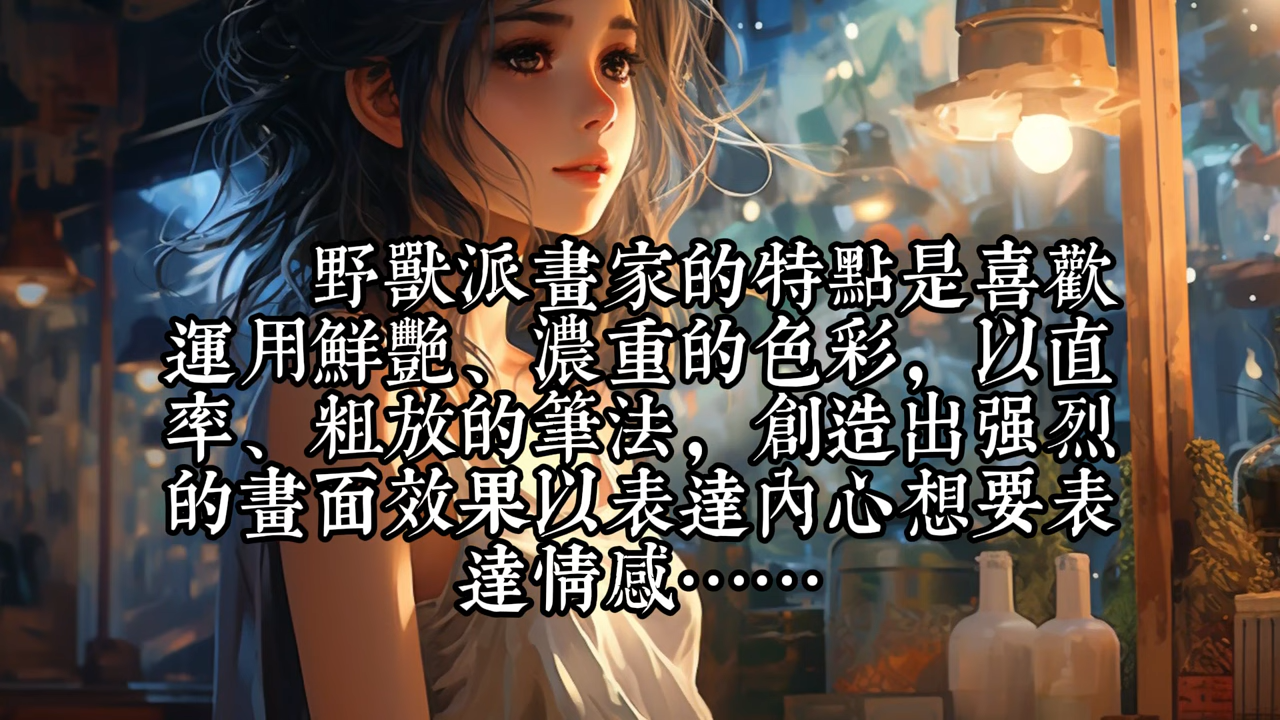 野獸派畫家的特點是喜歡
運用鮮艷、濃重的色彩，以直
率、粗放的筆法，創造出强烈
的畫面效果以表達內心想要表
達情感……